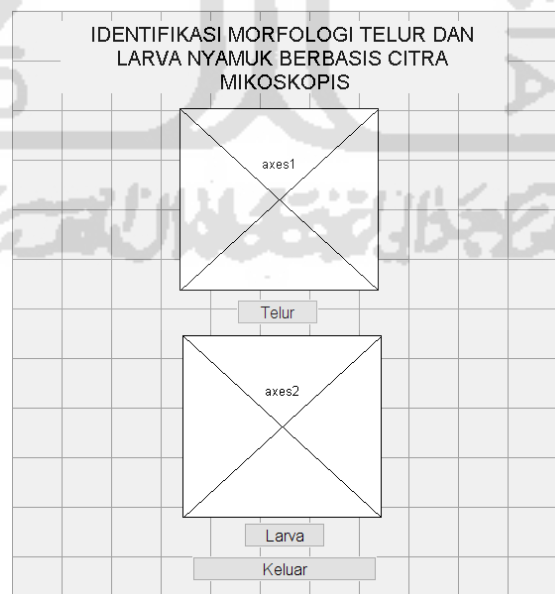 IDENTIFIKASI MORFOLOGI TELUR DAN
LARVA NYAMUK BERBASIS CITRA
MIKOSKOPIS
axes1
Telur
axes2
Larva
Keluar